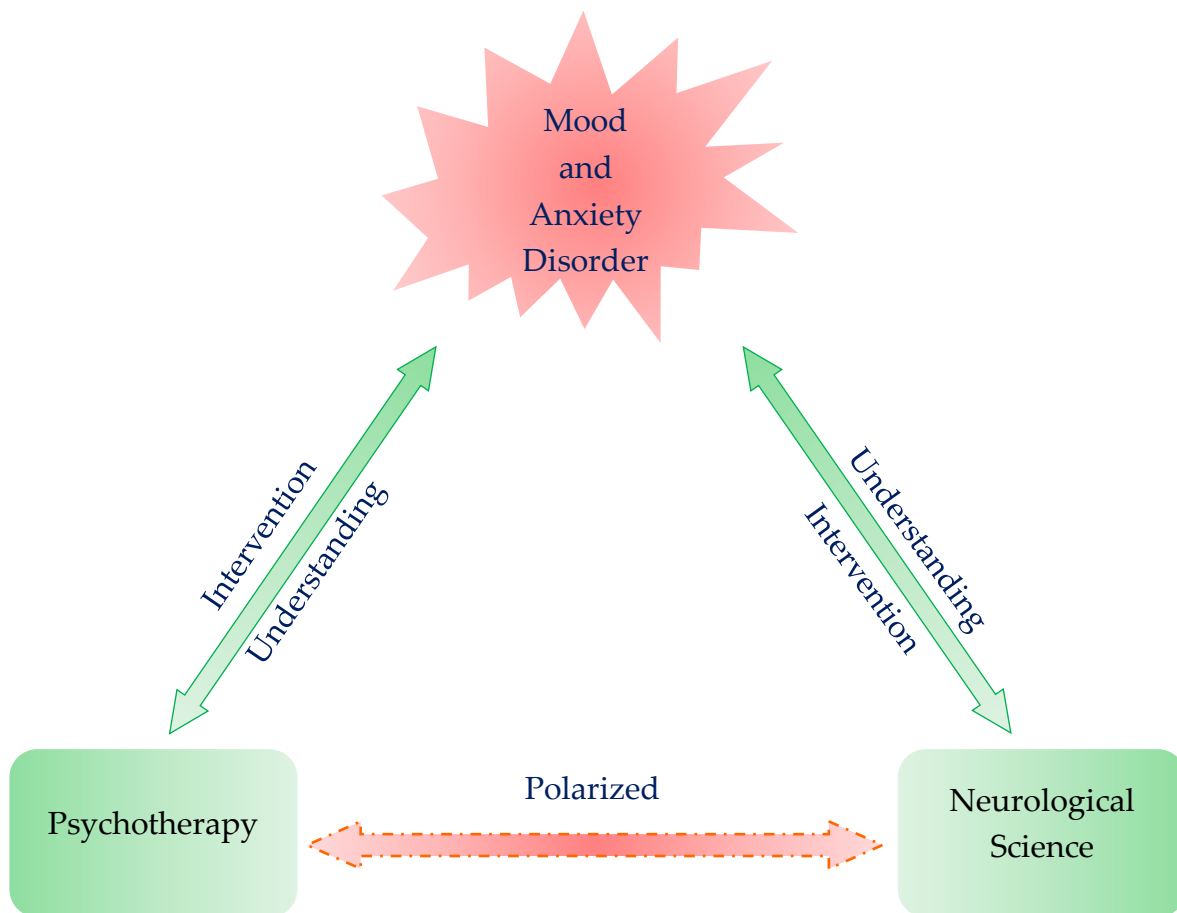 Mood
and
Anxiety
Disorder
Intervention
Understanding
Understanding
Intervention
Polarized
Psychotherapy
Neurological
Science